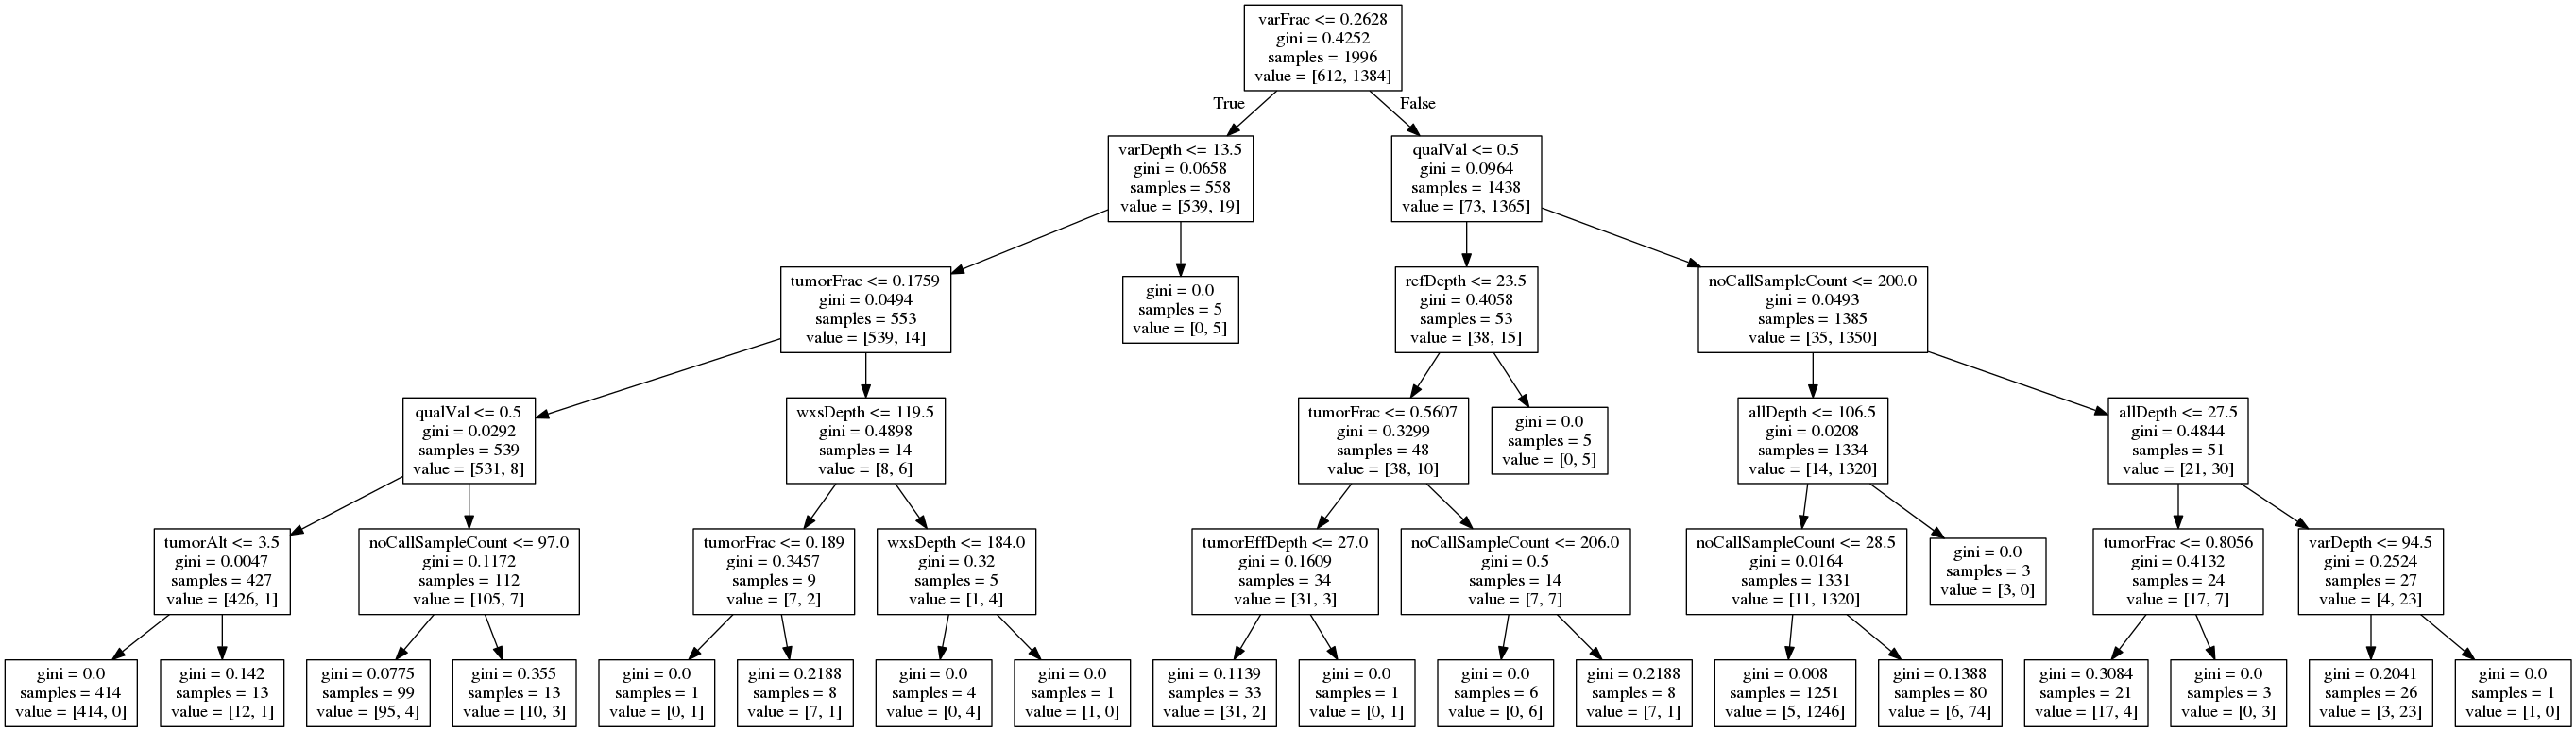 varFrac <= 0.2628
gini = 0.4252
samples = 1996
value = [612, 1384]
True
False
varDepth <= 13.5
gini = 0.0658
samples = 558
value = [539, 19]
qualVal <= 0.5
gini = 0.0964
samples = 1438
value = [73, 1365]
tumorFrac <= 0.1759
gini = 0.0494
samples = 553
value = [539, 14]
gini = 0.0
samples = 5
value = [0, 5]
refDepth <= 23.5
gini = 0.4058
samples = 53
value = [38, 15]
noCallSampleCount <= 200.0
gini = 0.0493
samples = 1385
value = [35, 1350]
qualVal <= 0.5
gini = 0.0292
samples = 539
value = [531, 8]
wxsDepth <= 119.5
gini = 0.4898
samples = 14
value = [8, 6]
tumorFrac <= 0.5607
gini = 0.3299
samples = 48
value = [38, 10]
gini = 0.0
samples = 5
value = [0, 5]
allDepth <= 106.5
gini = 0.0208
samples = 1334
value = [14, 1320]
allDepth <= 27.5
gini = 0.4844
samples = 51
value = [21, 30]
tumorAlt <= 3.5
gini = 0.0047
samples = 427
value = [426, 1]
noCallSampleCount <= 97.0
gini = 0.1172
samples = 112
value = [105, 7]
tumorFrac <= 0.189
gini = 0.3457
samples = 9
value = [7, 2]
wxsDepth <= 184.0
gini = 0.32
samples = 5
value = [1, 4]
tumorEffDepth <= 27.0
gini = 0.1609
samples = 34
value = [31, 3]
noCallSampleCount <= 206.0
gini = 0.5
samples = 14
value = [7, 7]
noCallSampleCount <= 28.5
gini = 0.0164
samples = 1331
value = [11, 1320]
gini = 0.0
samples = 3
value = [3, 0]
tumorFrac <= 0.8056
gini = 0.4132
samples = 24
value = [17, 7]
varDepth <= 94.5
gini = 0.2524
samples = 27
value = [4, 23]
gini = 0.0
samples = 414
value = [414, 0]
gini = 0.142
samples = 13
value = [12, 1]
gini = 0.0775
samples = 99
value = [95, 4]
gini = 0.355
samples = 13
value = [10, 3]
gini = 0.0
samples = 1
value = [0, 1]
gini = 0.2188
samples = 8
value = [7, 1]
gini = 0.0
samples = 4
value = [0, 4]
gini = 0.0
samples = 1
value = [1, 0]
gini = 0.1139
samples = 33
value = [31, 2]
gini = 0.0
samples = 1
value = [0, 1]
gini = 0.0
samples = 6
value = [0, 6]
gini = 0.2188
samples = 8
value = [7, 1]
gini = 0.008
samples = 1251
value = [5, 1246]
gini = 0.1388
samples = 80
value = [6, 74]
gini = 0.3084
samples = 21
value = [17, 4]
gini = 0.0
samples = 3
value = [0, 3]
gini = 0.2041
samples = 26
value = [3, 23]
gini = 0.0
samples = 1
value = [1, 0]